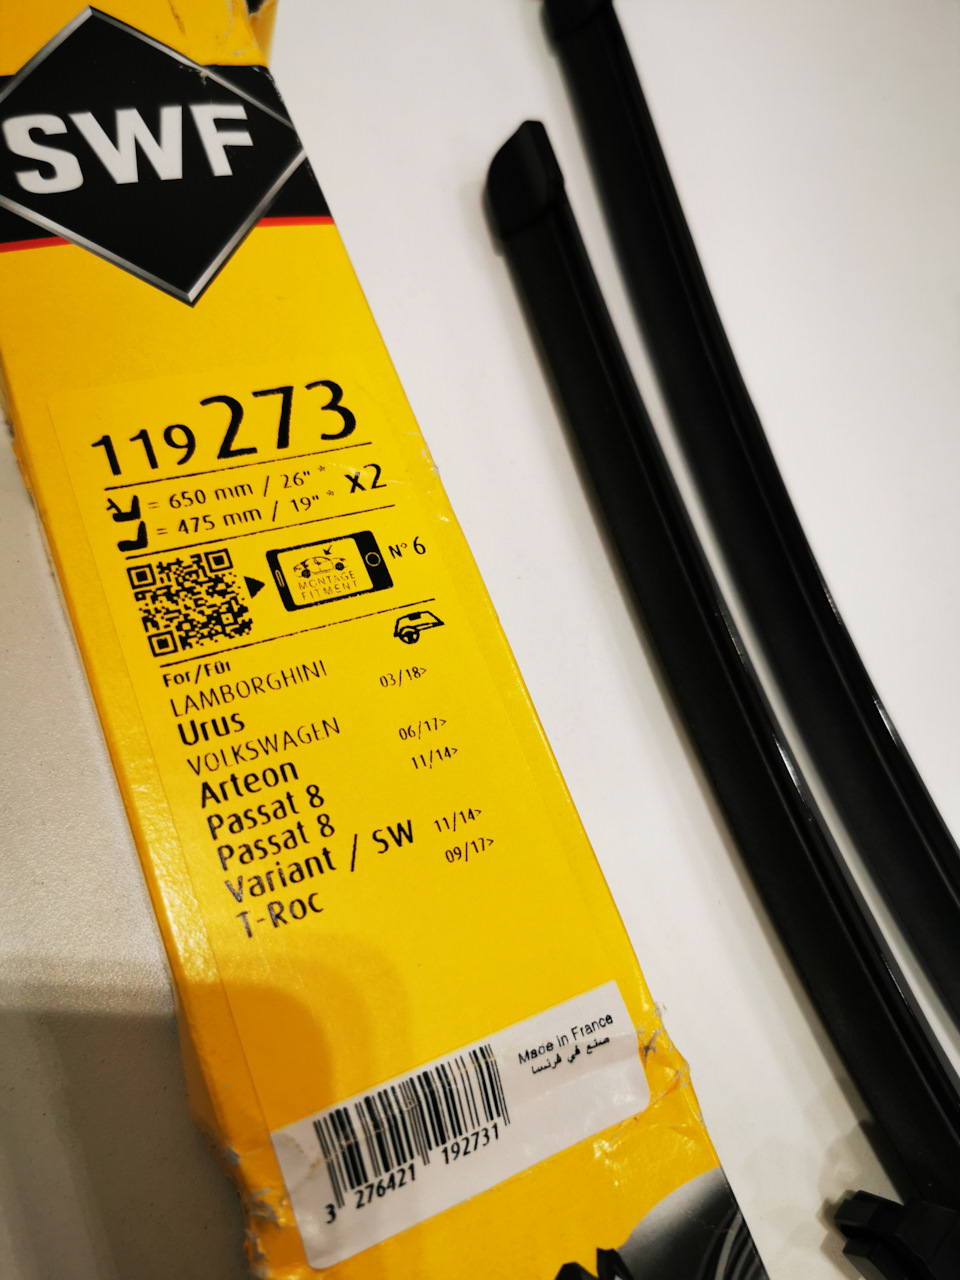 SWF
119 273
= 650 mm / 26" *
= 475 mm / 19" * X2
MONTAGE
FITMENT
N° 6
For/Für
LAMBORGHINI
Urus 03/18>
VOLKSWAGEN
Arteon 06/17>
Passat 8 11/14>
Passat 8
Variant / SW 11/14>
T-Roc 09/17>
Made in France
صنع في فرنسا
3 276421 192731